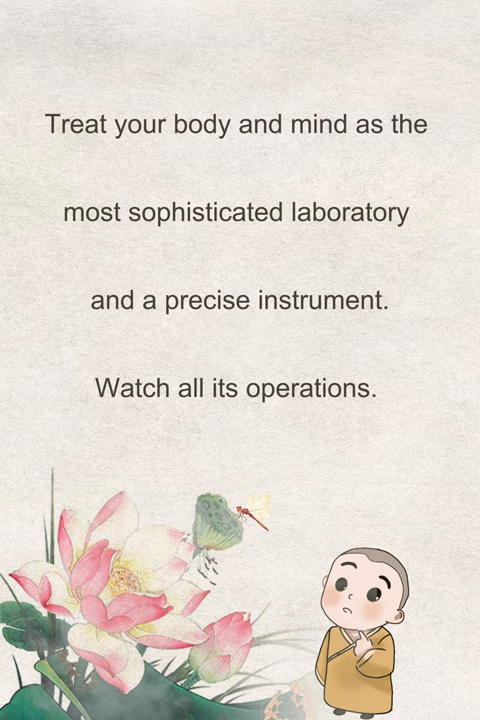 Treat your body and mind as the
most sophisticated laboratory
and a precise instrument.
Watch all its operations.